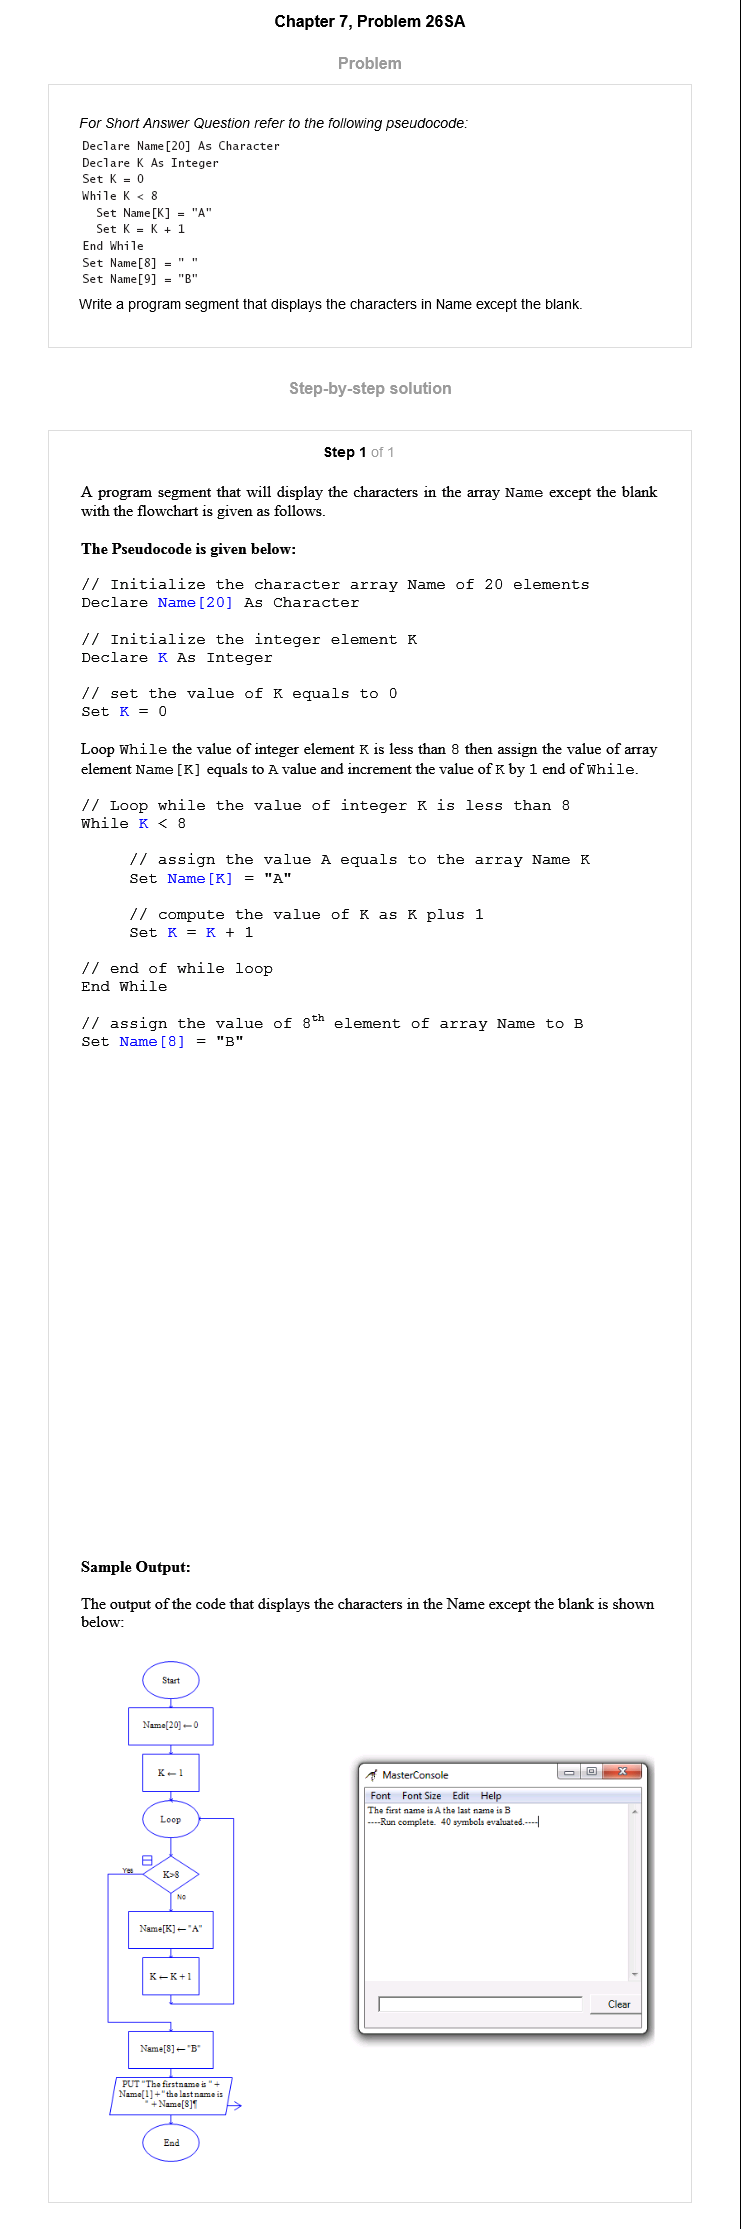 Chapter 7, Problem 26SA
Problem
For Short Answer Question refer to the following pseudocode:
Declare Name[20] As Character
Declare K As Integer
Set K = 0
While K < 8
Set Name[K] = "A"
Set K = K + 1
End While
Set Name[8] = " "
Set Name[9] = "B"
Write a program segment that displays the characters in Name except the blank.
Step-by-step solution
Step 1 of 1
A program segment that will display the characters in the array Name except the blank
with the flowchart is given as follows.
The Pseudocode is given below:
// Initialize the character array Name of 20 elements
Declare Name[20] As Character
// Initialize the integer element K
Declare K As Integer
// set the value of K equals to 0
Set K = 0
Loop While the value of integer element K is less than 8 then assign the value of array
element Name[K] equals to A value and increment the value of K by 1 end of While.
// Loop while the value of integer K is less than 8
While K < 8
// assign the value A equals to the array Name K
Set Name[K] = "A"
// compute the value of K as K plus 1
Set K = K + 1
// end of while loop
End While
// assign the value of 8th element of array Name to B
Set Name[8] = "B"
Sample Output:
The output of the code that displays the characters in the Name except the blank is shown
below:
Start
Name[20] ← 0
K ← 1
Loop
Yes
K>8
No
Name[K] ← "A"
K ← K + 1
Name[8] ← "B"
PUT "The first name is " +
Name[1] + " the last name is
" + Name[8]¶
End
MasterConsole
Font Font Size Edit Help
The first name is A the last name is B
----Run complete. 40 symbols evaluated.----
Clear